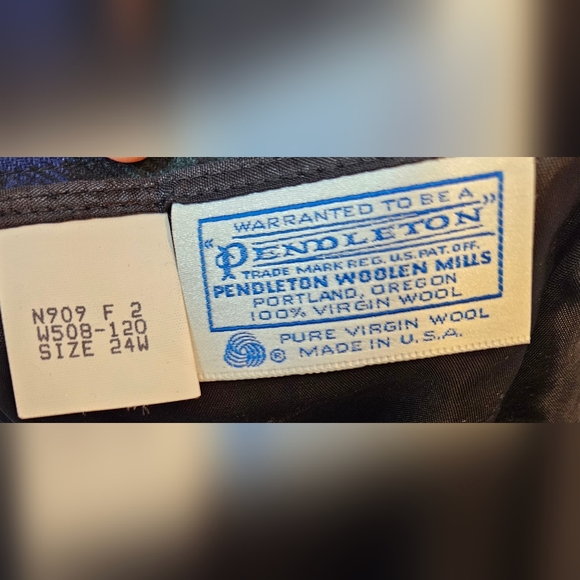 N909 F 2
W508-120
SIZE 24W
WARRANTED TO BE A
"PENDLETON"
TRADE MARK REG. U.S. PAT. OFF.
PENDLETON WOOLEN MILLS
PORTLAND, OREGON
100% VIRGIN WOOL
PURE VIRGIN WOOL
® MADE IN U.S.A.